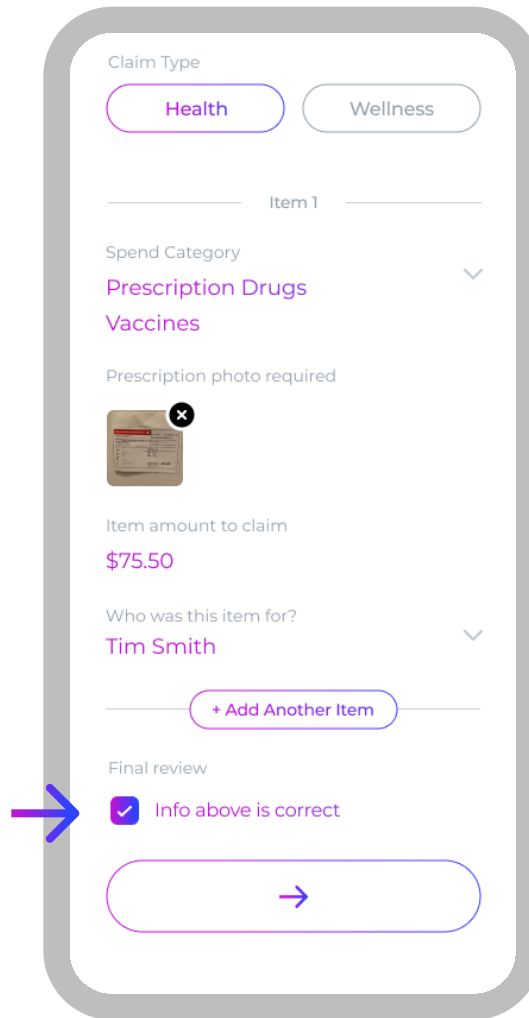 Claim Type
Health
Wellness
Item 1
Spend Category
Prescription Drugs
Vaccines
Prescription photo required
Item amount to claim
$75.50
Who was this item for?
Tim Smith
+ Add Another Item
Final review
Info above is correct